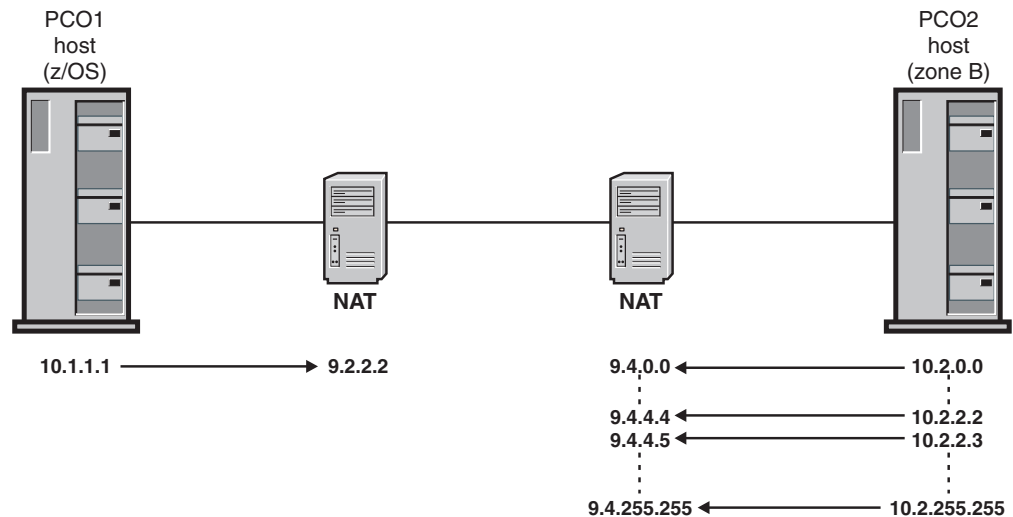 PCO1
host
(z/OS)
PCO2
host
(zone B)
NAT
NAT
10.1.1.1
9.2.2.2
9.4.0.0
10.2.0.0
9.4.4.4
10.2.2.2
9.4.4.5
10.2.2.3
9.4.255.255
10.2.255.255